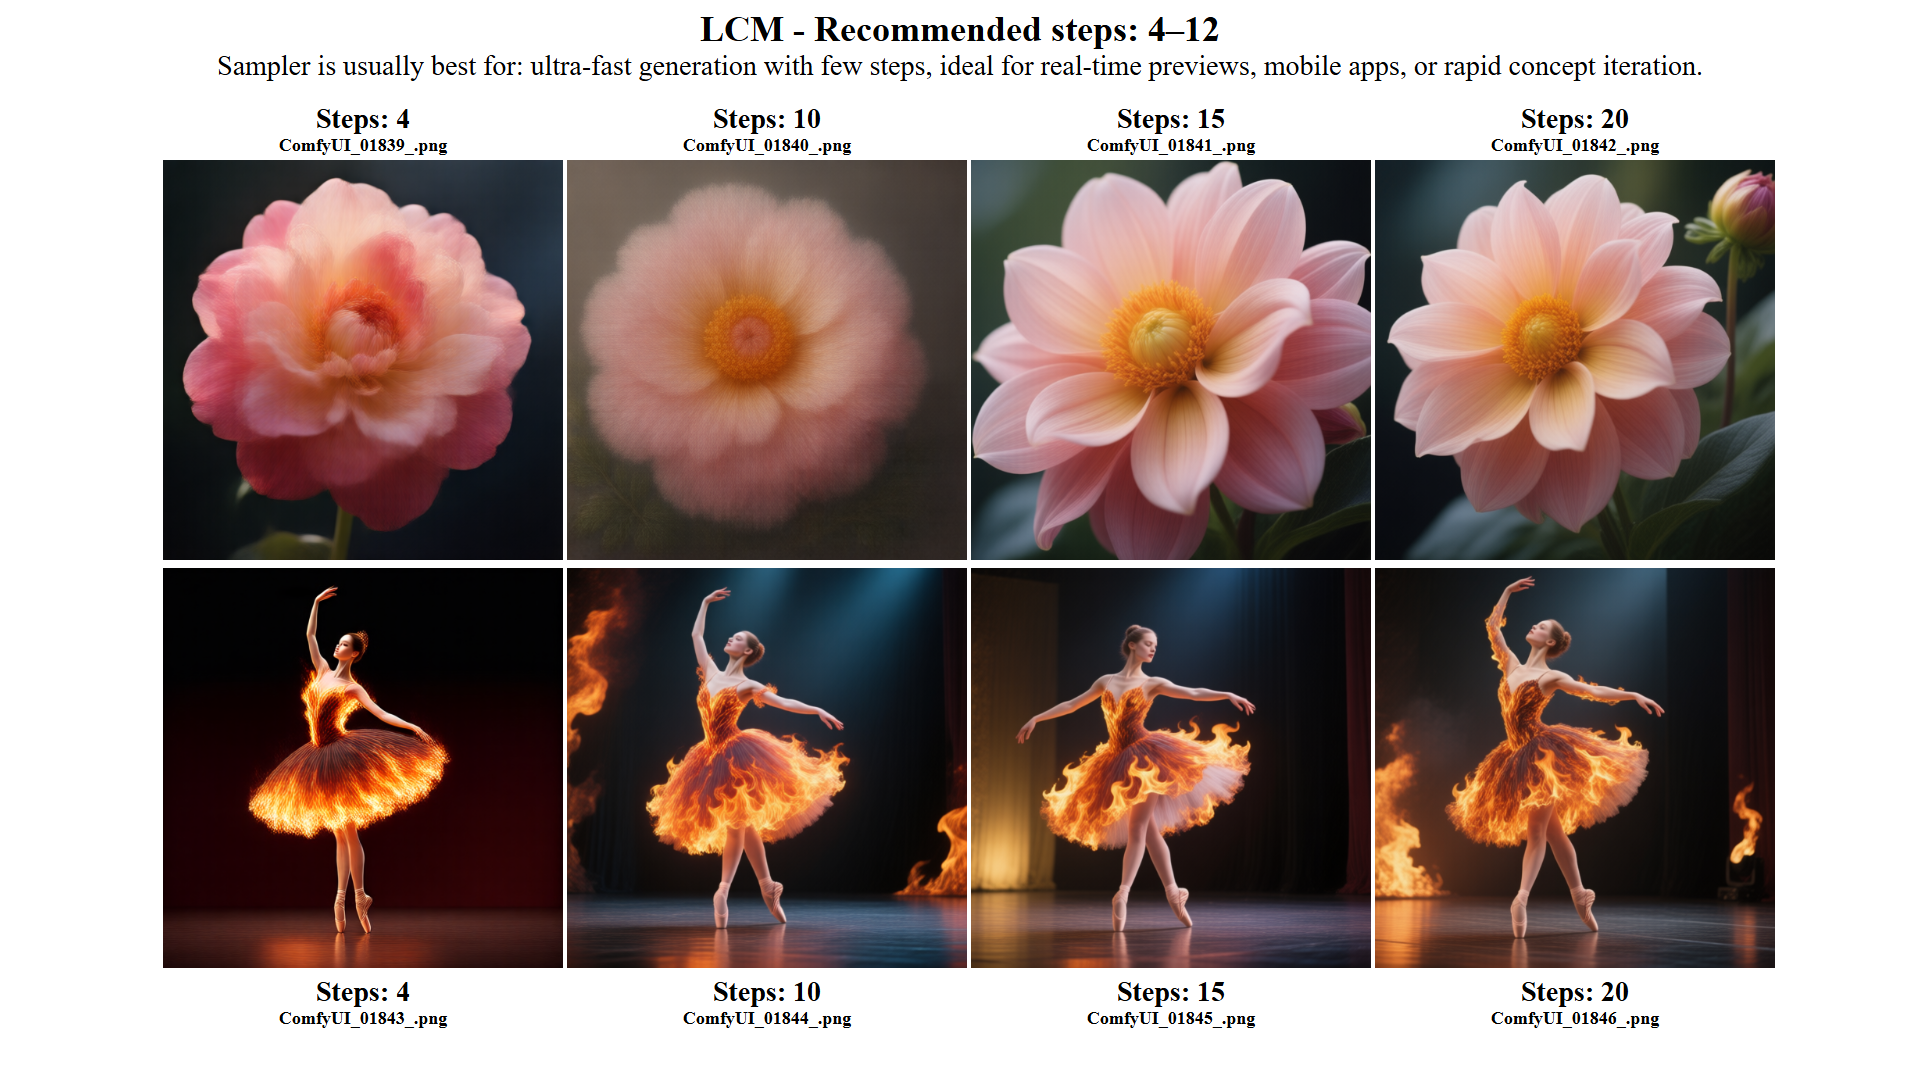 LCM - Recommended steps: 4–12
Sampler is usually best for: ultra-fast generation with few steps, ideal for real-time previews, mobile apps, or rapid concept iteration.
Steps: 4
ComfyUI_01839_.png
Steps: 10
ComfyUI_01840_.png
Steps: 15
ComfyUI_01841_.png
Steps: 20
ComfyUI_01842_.png
Steps: 4
ComfyUI_01843_.png
Steps: 10
ComfyUI_01844_.png
Steps: 15
ComfyUI_01845_.png
Steps: 20
ComfyUI_01846_.png